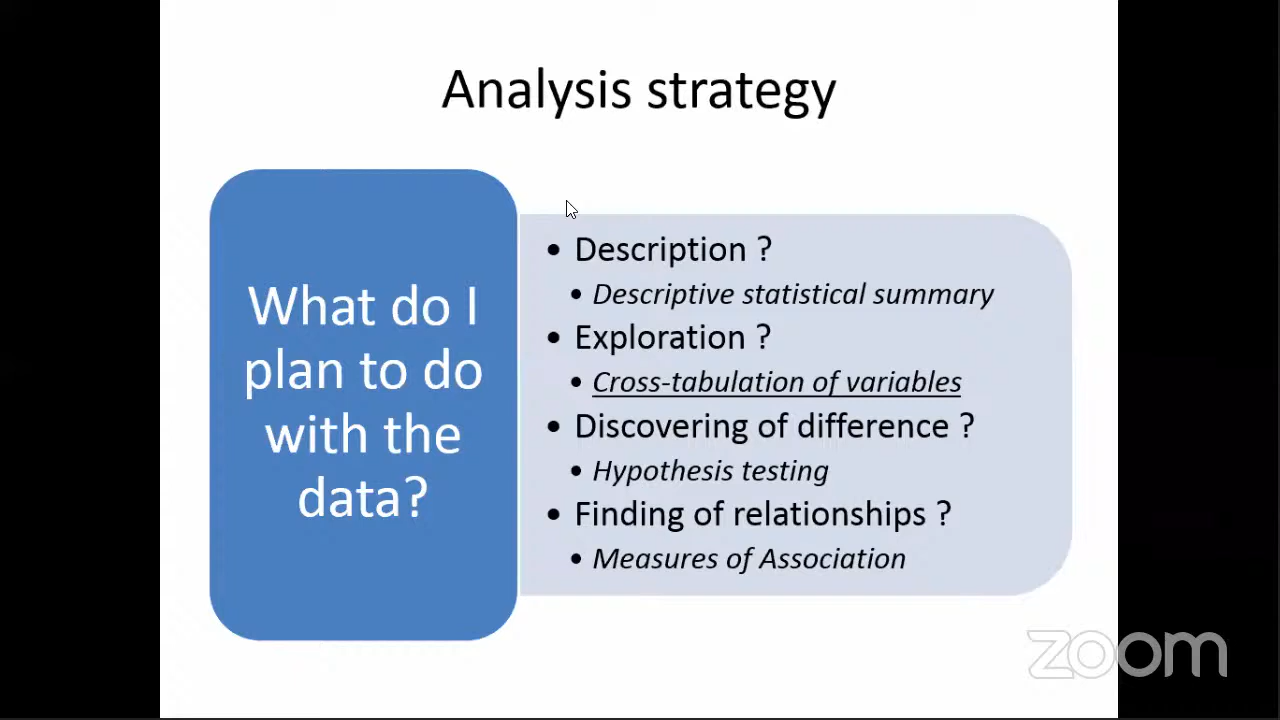 Analysis strategy
What do I
plan to do
with the
data?
• Description ?
• Descriptive statistical summary
• Exploration ?
• Cross-tabulation of variables
• Discovering of difference ?
• Hypothesis testing
• Finding of relationships ?
• Measures of Association
zoom